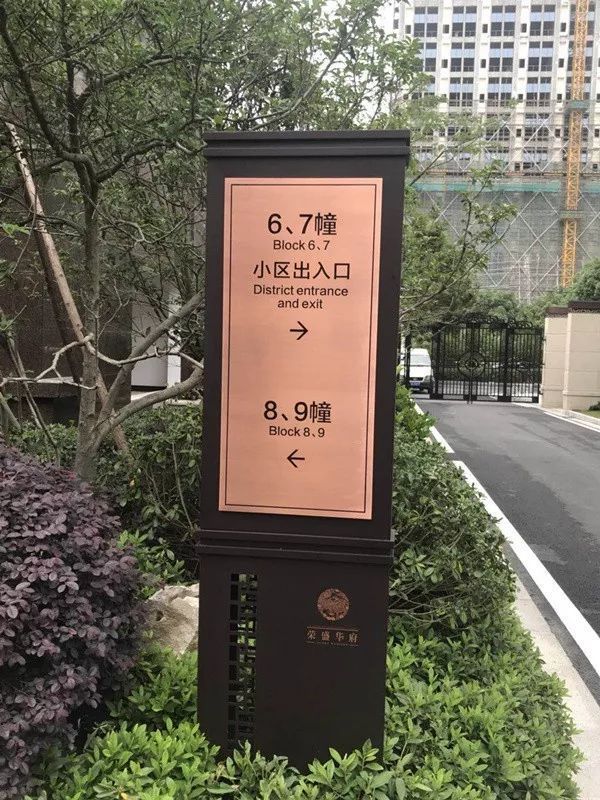 6、7幢
Block 6、7
小区出入口
District entrance
and exit
→
8、9幢
Block 8、9
←
荣盛华府